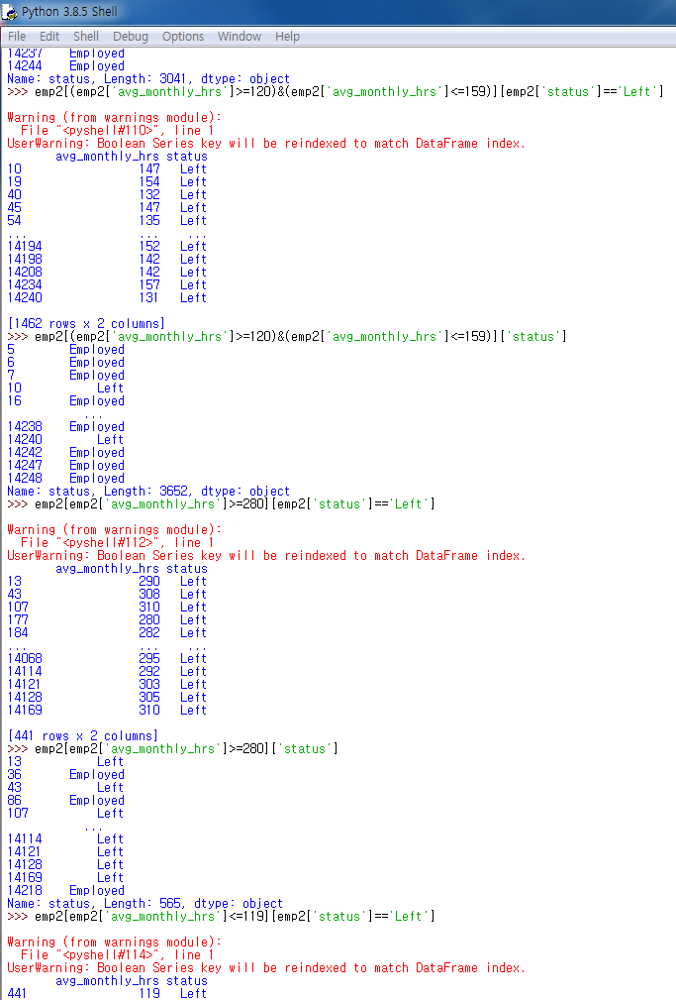 Python 3.8.5 Shell
File Edit Shell Debug Options Window Help
14237 Employed
14244 Employed
Name: status, Length: 3041, dtype: object
>>> emp2[(emp2['avg_monthly_hrs']>=120)&(emp2['avg_monthly_hrs']<=159)][emp2['status']=='Left']
Warning (from warnings module):
File "<pyshell#110>", line 1
UserWarning: Boolean Series key will be reindexed to match DataFrame index.
avg_monthly_hrs status
10 147 Left
19 154 Left
40 132 Left
45 147 Left
54 135 Left
... ... ...
14194 152 Left
14198 142 Left
14208 142 Left
14234 157 Left
14240 131 Left
[1462 rows x 2 columns]
>>> emp2[(emp2['avg_monthly_hrs']>=120)&(emp2['avg_monthly_hrs']<=159)]['status']
5 Employed
6 Employed
7 Employed
10 Left
16 Employed
...
14238 Employed
14240 Left
14242 Employed
14247 Employed
14248 Employed
Name: status, Length: 3652, dtype: object
>>> emp2[emp2['avg_monthly_hrs']>=280][emp2['status']=='Left']
Warning (from warnings module):
File "<pyshell#112>", line 1
UserWarning: Boolean Series key will be reindexed to match DataFrame index.
avg_monthly_hrs status
13 290 Left
43 308 Left
107 310 Left
177 280 Left
184 282 Left
... ... ...
14068 295 Left
14114 292 Left
14121 303 Left
14128 305 Left
14169 310 Left
[441 rows x 2 columns]
>>> emp2[emp2['avg_monthly_hrs']>=280]['status']
13 Left
36 Employed
43 Left
86 Employed
107 Left
...
14114 Left
14121 Left
14128 Left
14169 Left
14218 Employed
Name: status, Length: 565, dtype: object
>>> emp2[emp2['avg_monthly_hrs']<=119][emp2['status']=='Left']
Warning (from warnings module):
File "<pyshell#114>", line 1
UserWarning: Boolean Series key will be reindexed to match DataFrame index.
avg_monthly_hrs status
441 119 Left